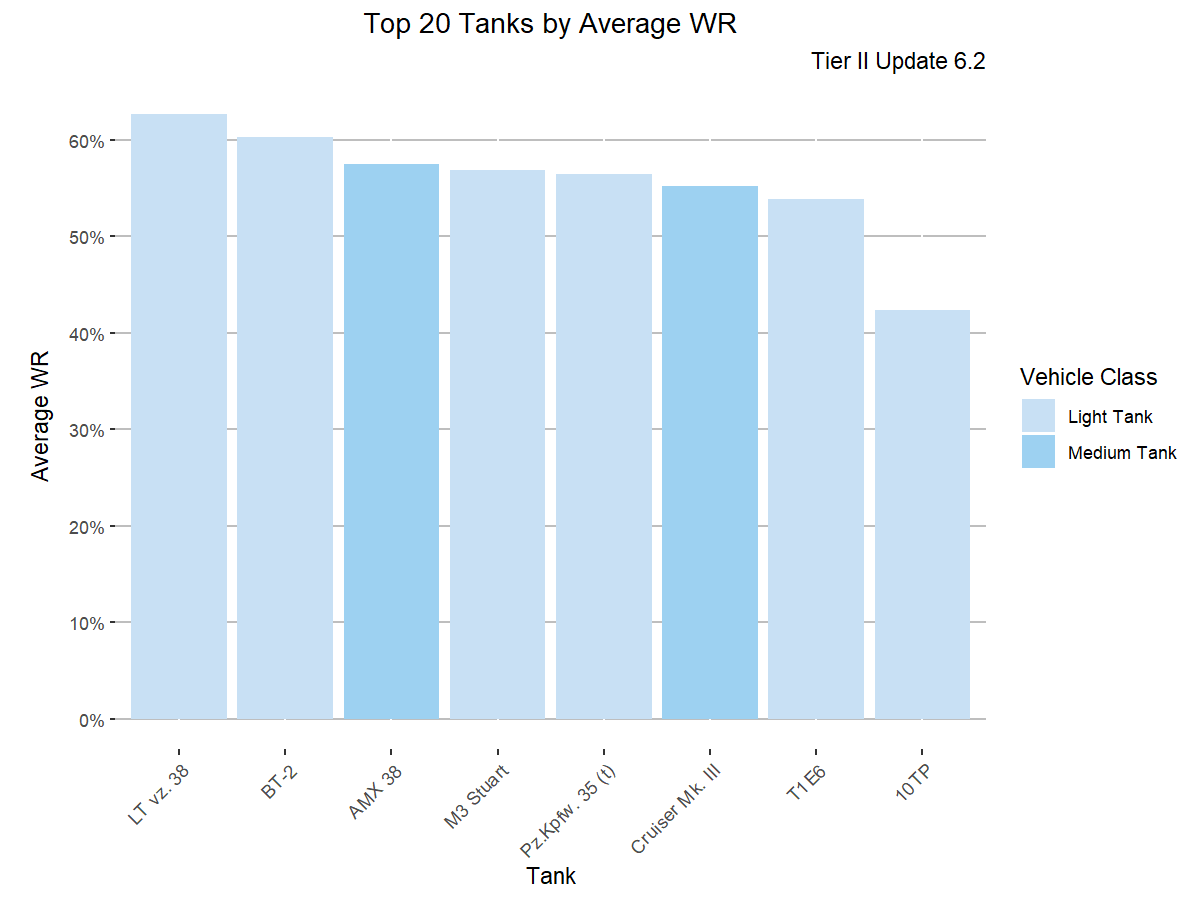 Top 20 Tanks by Average WR
Tier II Update 6.2
60%
50%
40%
30%
20%
10%
0%
Average WR
LT vz. 38
BT-2
AMX 38
M3 Stuart
Pz.Kpfw. 35 (t)
Cruiser Mk. III
T1E6
10TP
Tank
Vehicle Class
Light Tank
Medium Tank